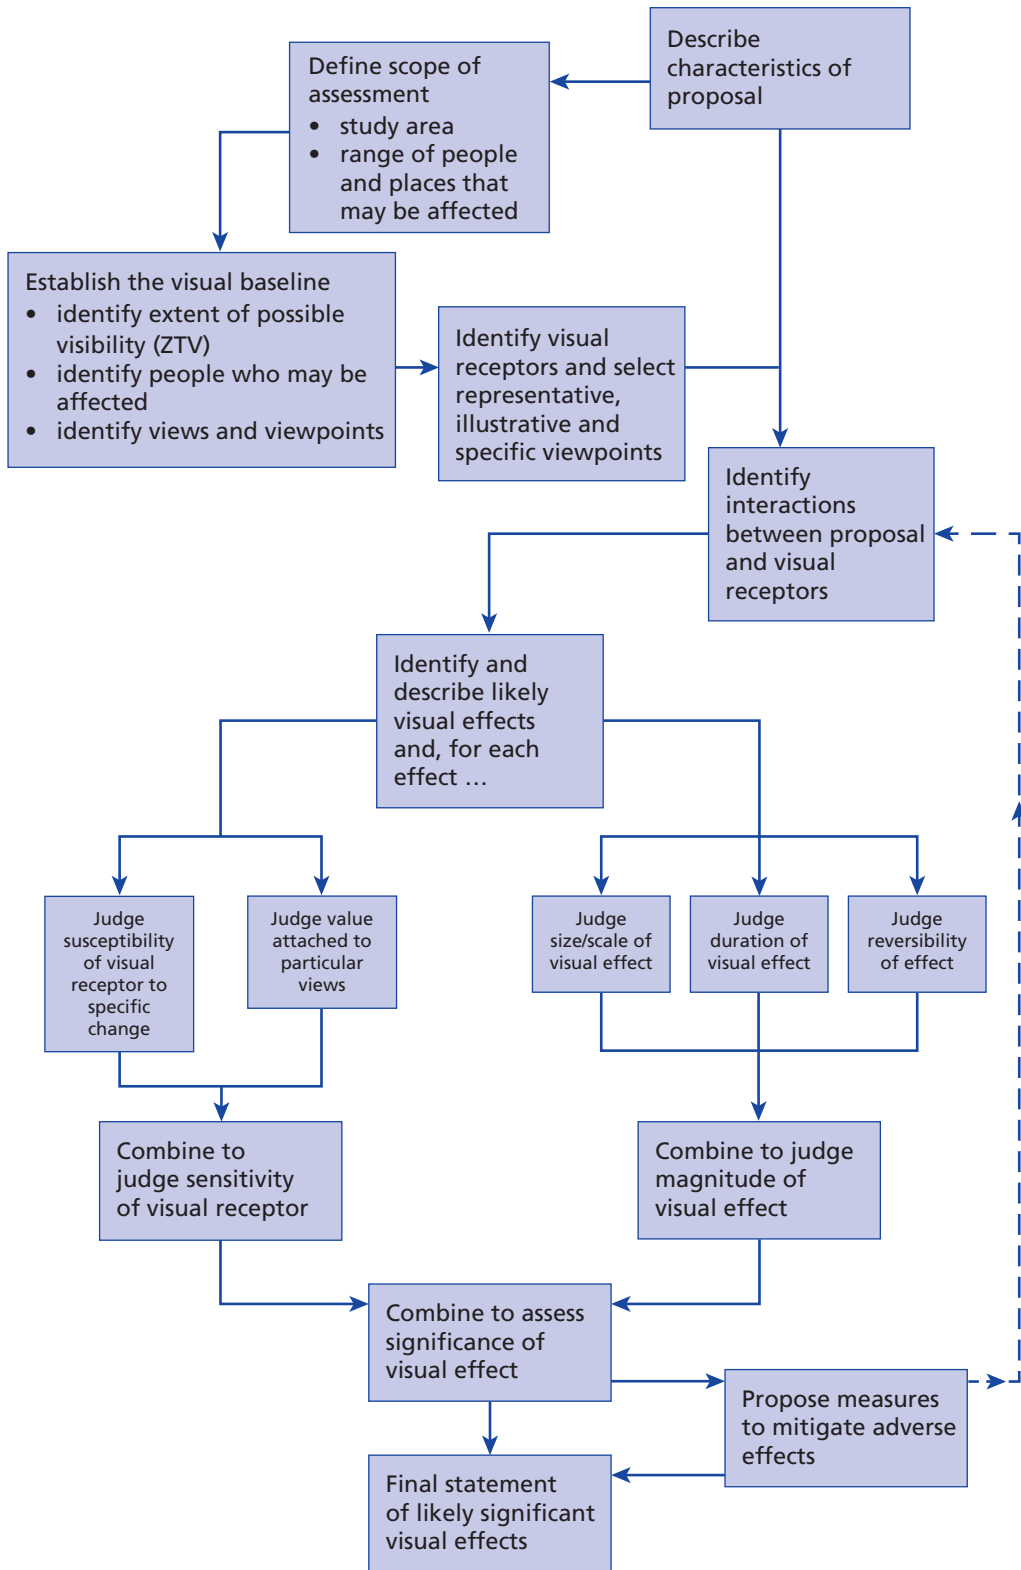 Describe
characteristics of
proposal
Define scope of
assessment
• study area
• range of people
and places that
may be affected
Establish the visual baseline
• identify extent of possible
visibility (ZTV)
• identify people who may be
affected
• identify views and viewpoints
Identify visual
receptors and select
representative,
illustrative and
specific viewpoints
Identify
interactions
between proposal
and visual
receptors
Identify and
describe likely
visual effects
and, for each
effect …
Judge
susceptibility
of visual
receptor to
specific
change
Judge value
attached to
particular
views
Judge
size/scale of
visual effect
Judge
duration of
visual effect
Judge
reversibility
of effect
Combine to
judge sensitivity
of visual receptor
Combine to judge
magnitude of
visual effect
Combine to assess
significance of
visual effect
Propose measures
to mitigate adverse
effects
Final statement
of likely significant
visual effects